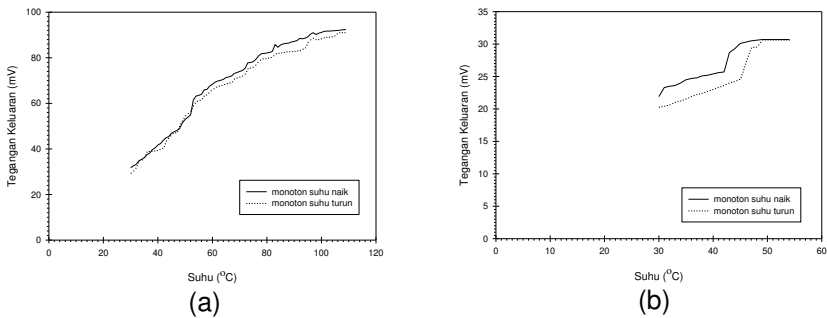 100
80
60
40
20
0
Tegangan Keluaran (mV)
monoton suhu naik
monoton suhu turun
0 20 40 60 80 100 120
Suhu (°C)
(a)
35
30
25
20
15
10
5
0
Tegangan Keluaran (mV)
monoton suhu naik
monoton suhu turun
0 10 20 30 40 50 60
Suhu (°C)
(b)